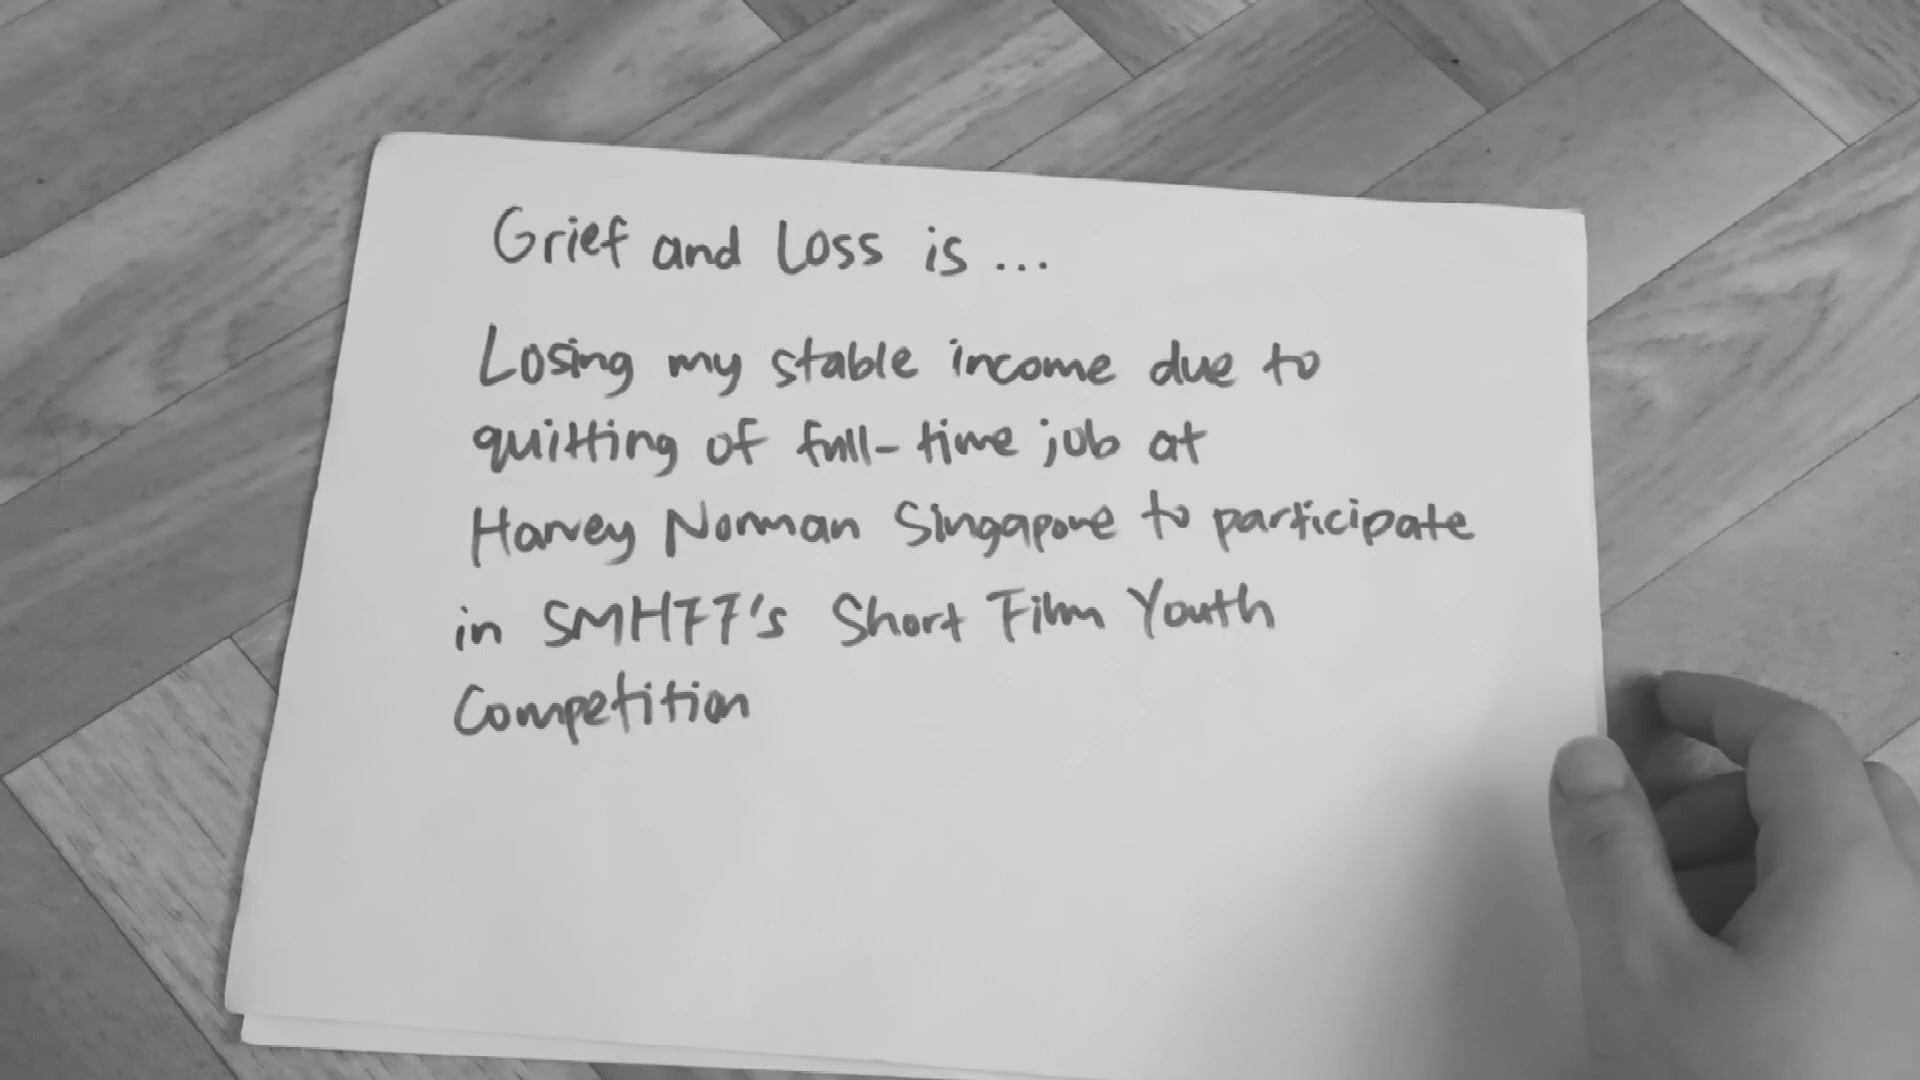 Grief and Loss is ...
Losing my stable income due to
quitting of full-time job at
Harvey Norman Singapore to participate
in SMHFF's Short Film Youth
Competition